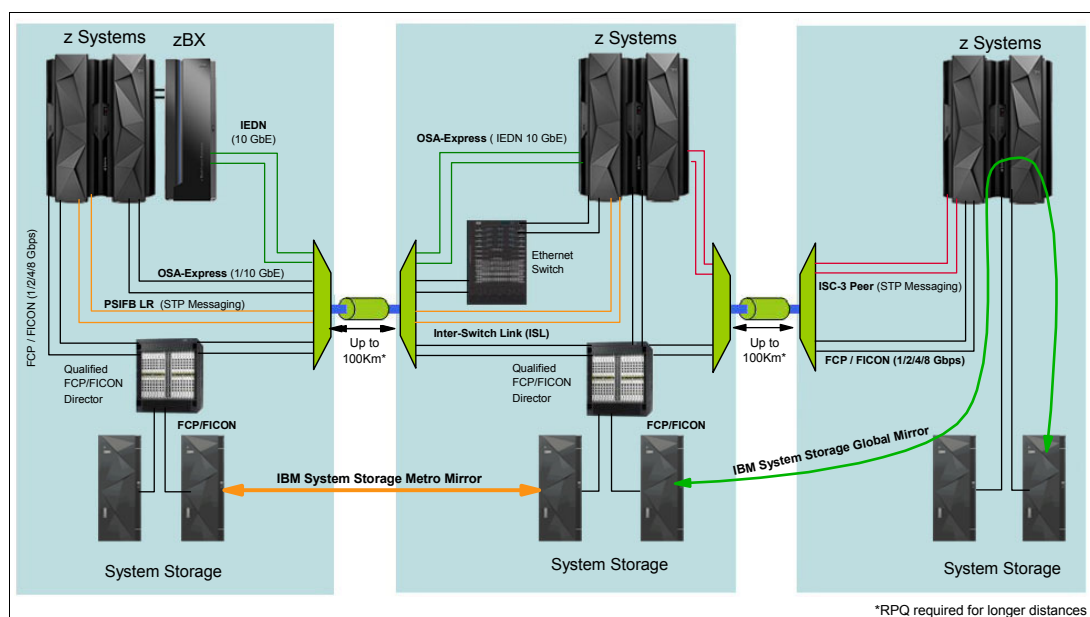 z Systems
zBX
IEDN
(10 GbE)
OSA-Express (1/10 GbE)
PSIFB LR (STP Messaging)
FCP / FICON (1/2/4/8 Gbps)
Qualified
FCP/FICON
Director
FCP/FICON
System Storage
Up to
100Km*
z Systems
OSA-Express ( IEDN 10 GbE)
Ethernet
Switch
Inter-Switch Link (ISL)
Qualified
FCP/FICON
Director
FCP/FICON
IBM System Storage Metro Mirror
System Storage
Up to
100Km*
z Systems
ISC-3 Peer (STP Messaging)
FCP / FICON (1/2/4/8 Gbps)
IBM System Storage Global Mirror
System Storage
*RPQ required for longer distances